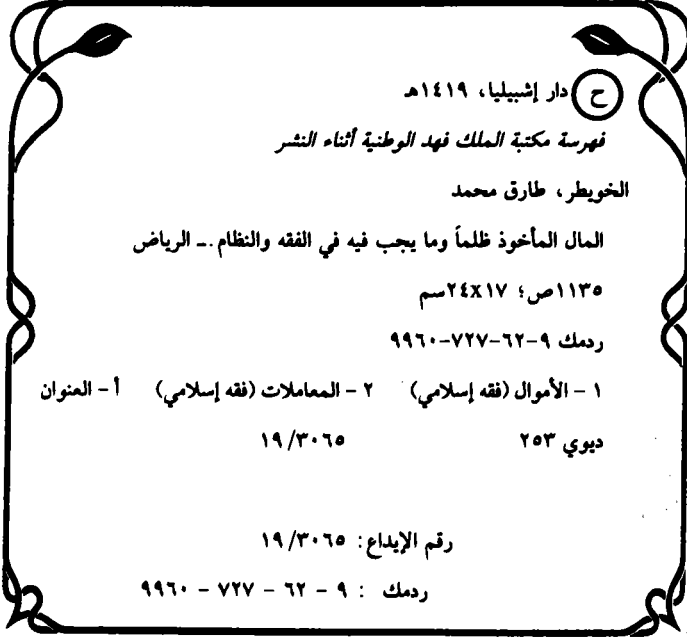 ح دار إشبيليا، ١٤١٩هـ
فهرسة مكتبة الملك فهد الوطنية أثناء النشر
الخويطر، طارق محمد
المال المأخوذ ظلماً وما يجب فيه في الفقه والنظام .ـ الرياض
١١٣٥ص؛ ٢٤X١٧سم
ردمك ٩-٦٢-٧٢٧-٩٩٦٠
١ - الأموال (فقه إسلامي) ٢ - المعاملات (فقه إسلامي) أ - العنوان
ديوي ٢٥٣ ١٩/٣٠٦٥
رقم الإيداع: ١٩/٣٠٦٥
ردمك : ٩ - ٦٢ - ٧٢٧ - ٩٩٦٠